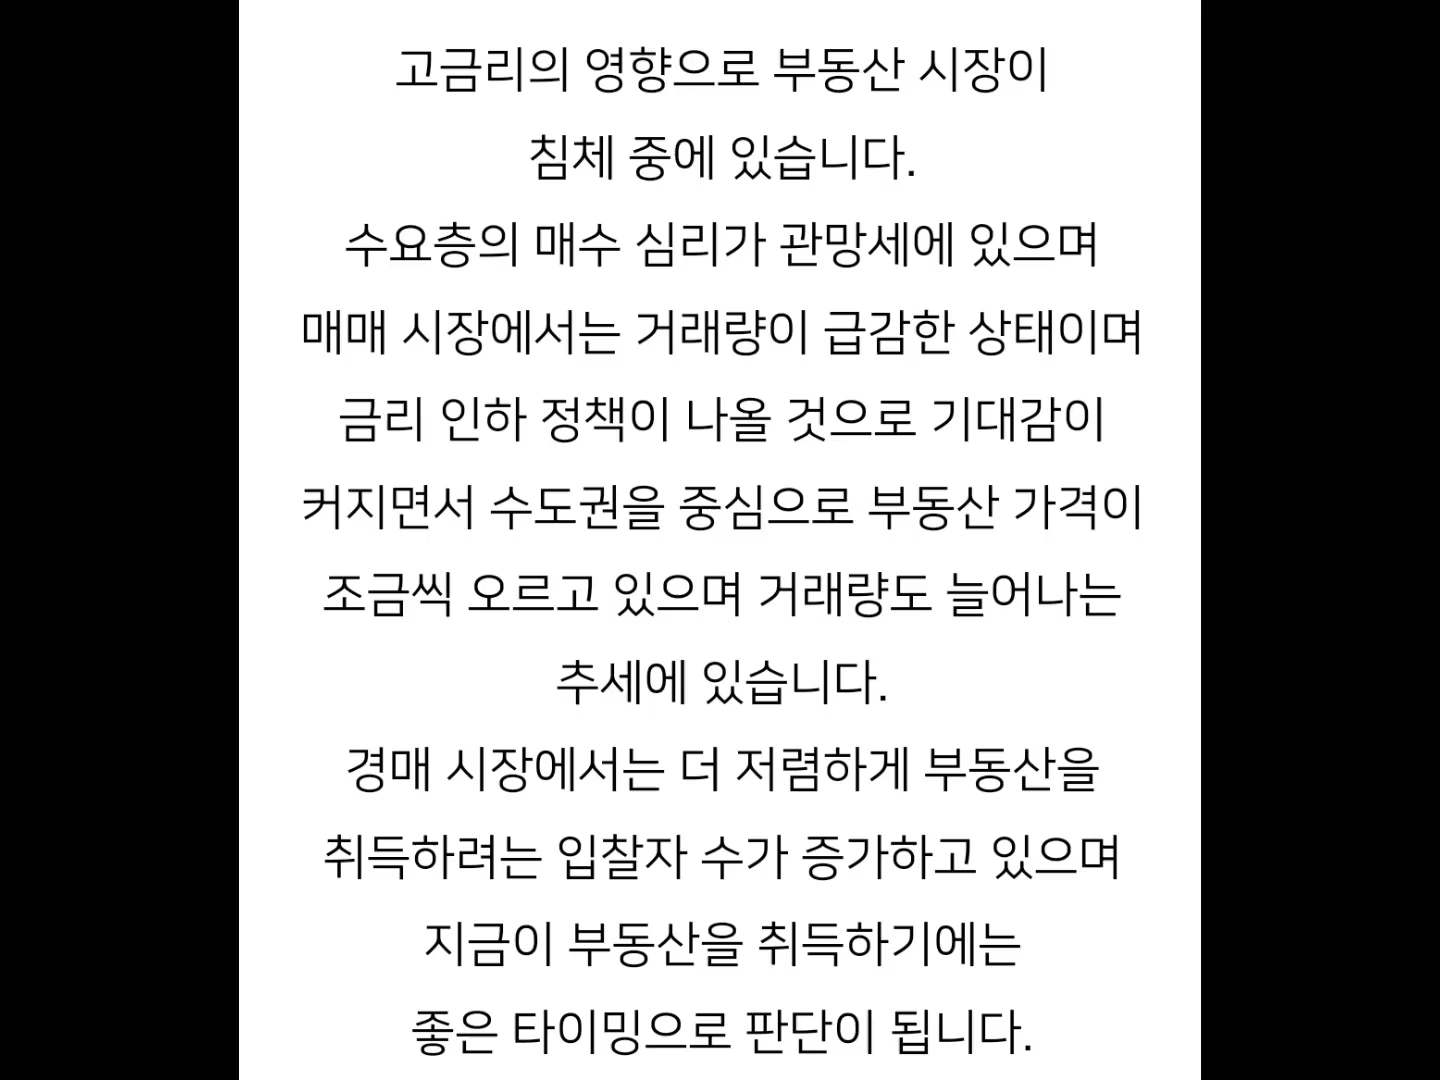 고금리의 영향으로 부동산 시장이
침체 중에 있습니다.
수요층의 매수 심리가 관망세에 있으며
매매 시장에서는 거래량이 급감한 상태이며
금리 인하 정책이 나올 것으로 기대감이
커지면서 수도권을 중심으로 부동산 가격이
조금씩 오르고 있으며 거래량도 늘어나는
추세에 있습니다.
경매 시장에서는 더 저렴하게 부동산을
취득하려는 입찰자 수가 증가하고 있으며
지금이 부동산을 취득하기에는
좋은 타이밍으로 판단이 됩니다.